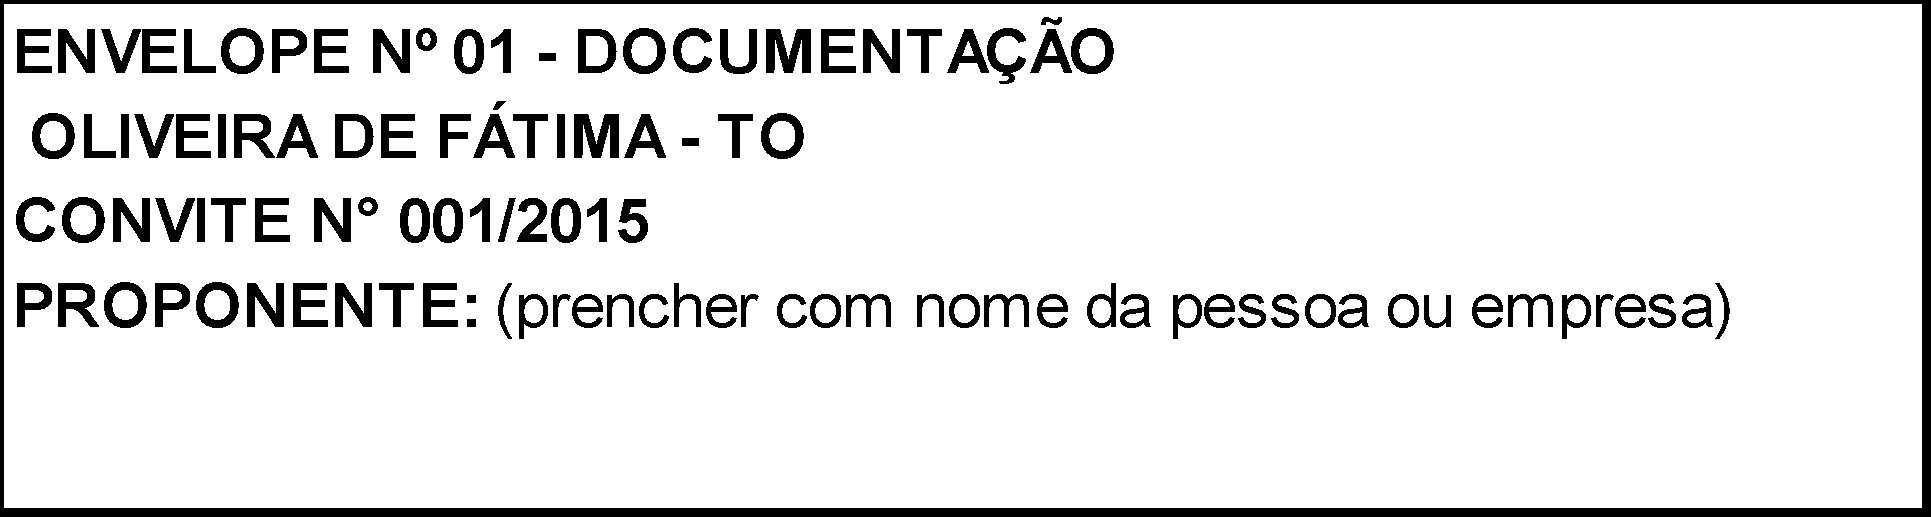 ENVELOPE Nº 01 - DOCUMENTAÇÃO
OLIVEIRA DE FÁTIMA - TO
CONVITE N° 001/2015
PROPONENTE: (prencher com nome da pessoa ou empresa)